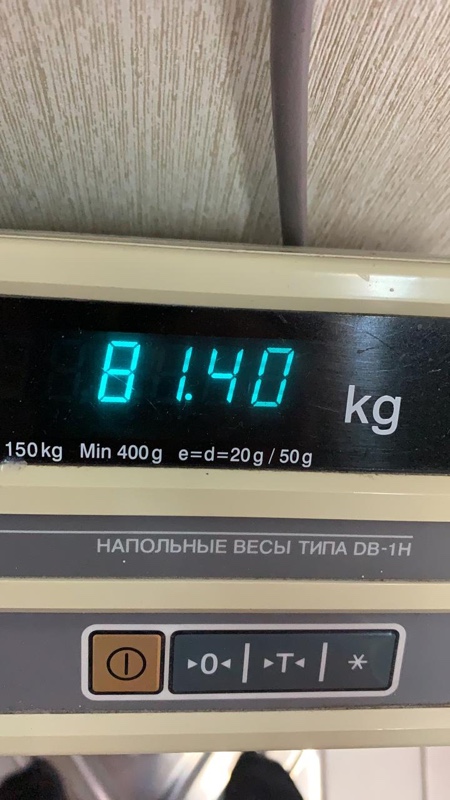 81.40
kg
150kg Min 400g e=d=20g / 50g
НАПОЛЬНЫЕ ВЕСЫ ТИПА DB-1H
▸0◂ | ▸T◂ | *